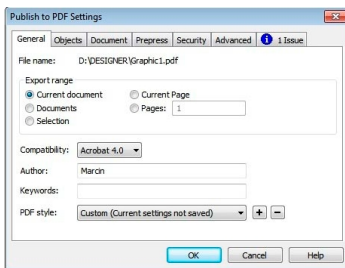 Publish to PDF Settings
General Objects Document Prepress Security Advanced 1 Issue
File name: D:\DESIGNER\Graphic1.pdf
Export range
Current document Current Page
Documents Pages: 1
Selection
Compatibility: Acrobat 4.0
Author: Marcin
Keywords:
PDF style: Custom (Current settings not saved)
OK Cancel Help